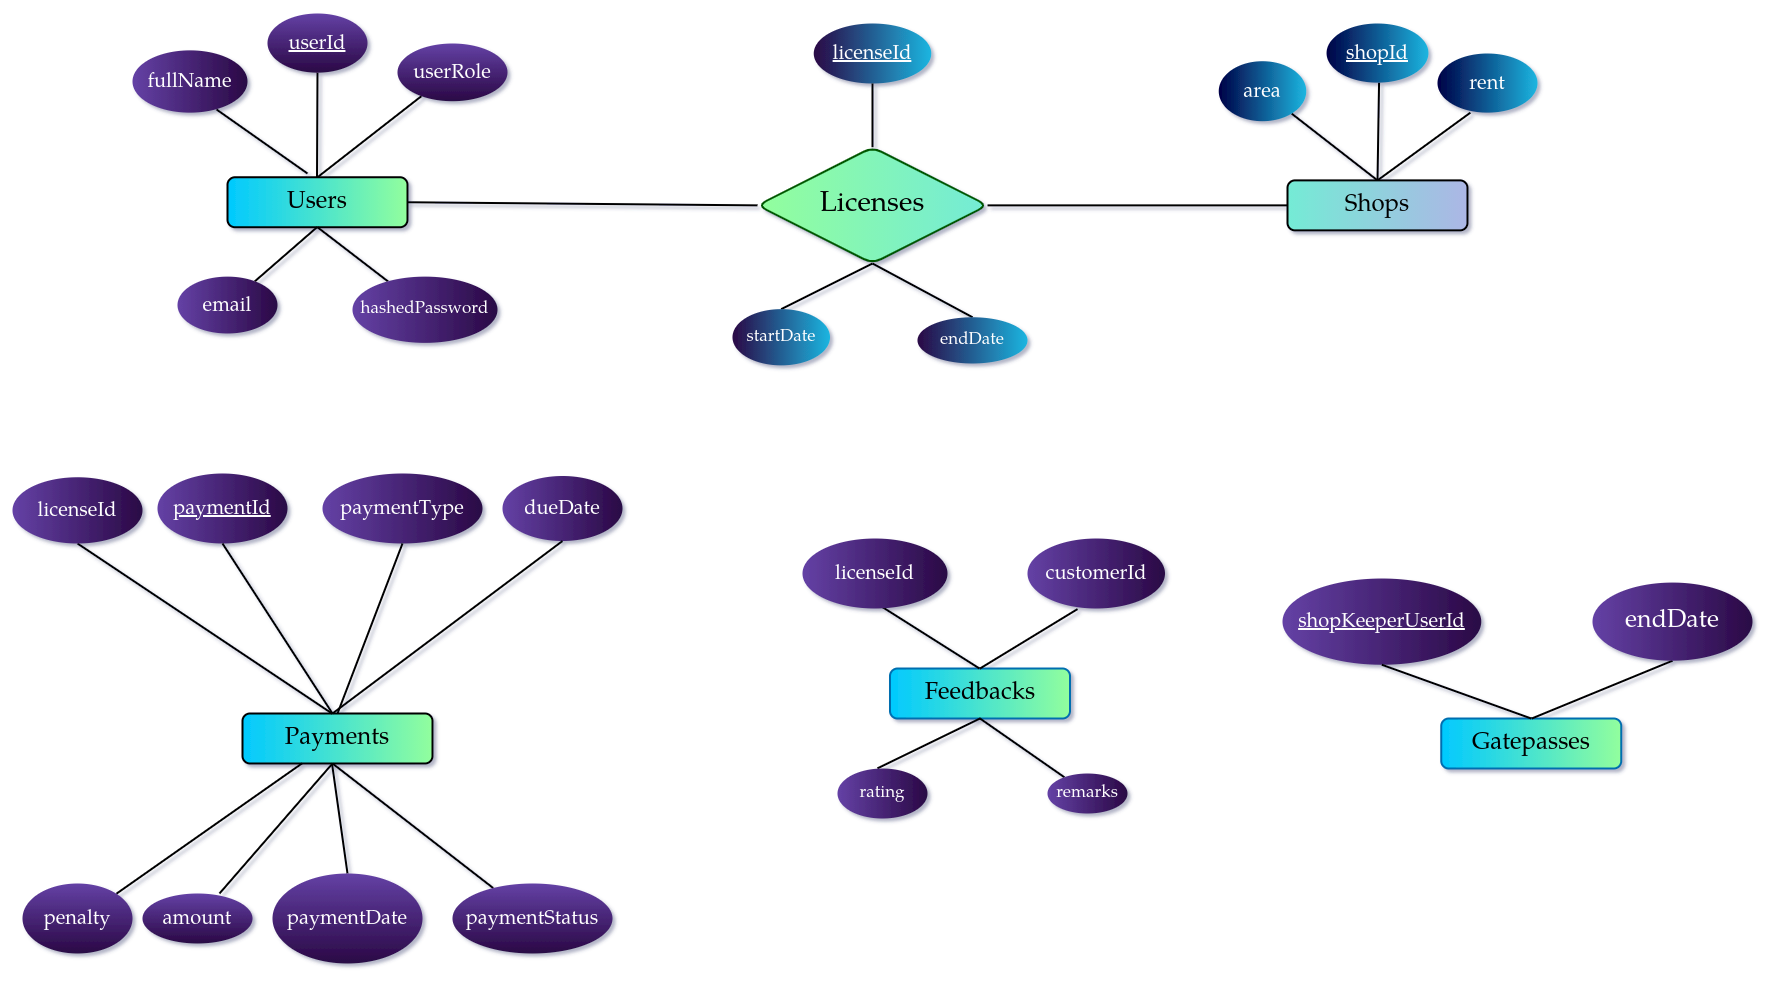 userId
userRole
fullName
licenseId
shopId
rent
area
Users
Licenses
Shops
email
hashedPassword
startDate
endDate
licenseId
paymentId
paymentType
dueDate
licenseId
customerId
shopKeeperUserId
endDate
Feedbacks
Payments
Gatepasses
rating
remarks
penalty
amount
paymentDate
paymentStatus